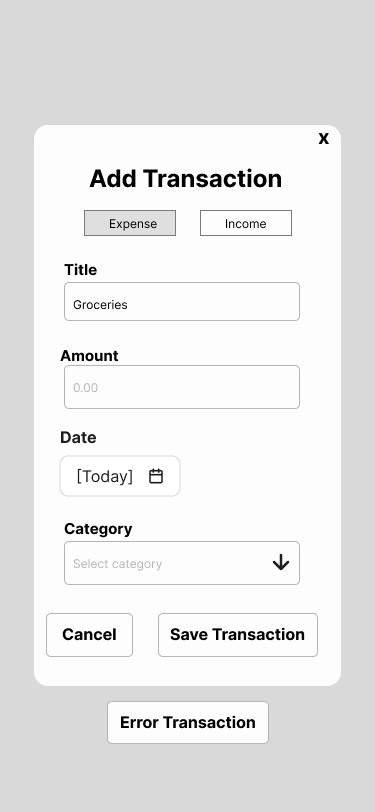 X
Add Transaction
Expense Income
Title
Groceries
Amount
0.00
Date
[Today]
Category
Select category
Cancel Save Transaction
Error Transaction